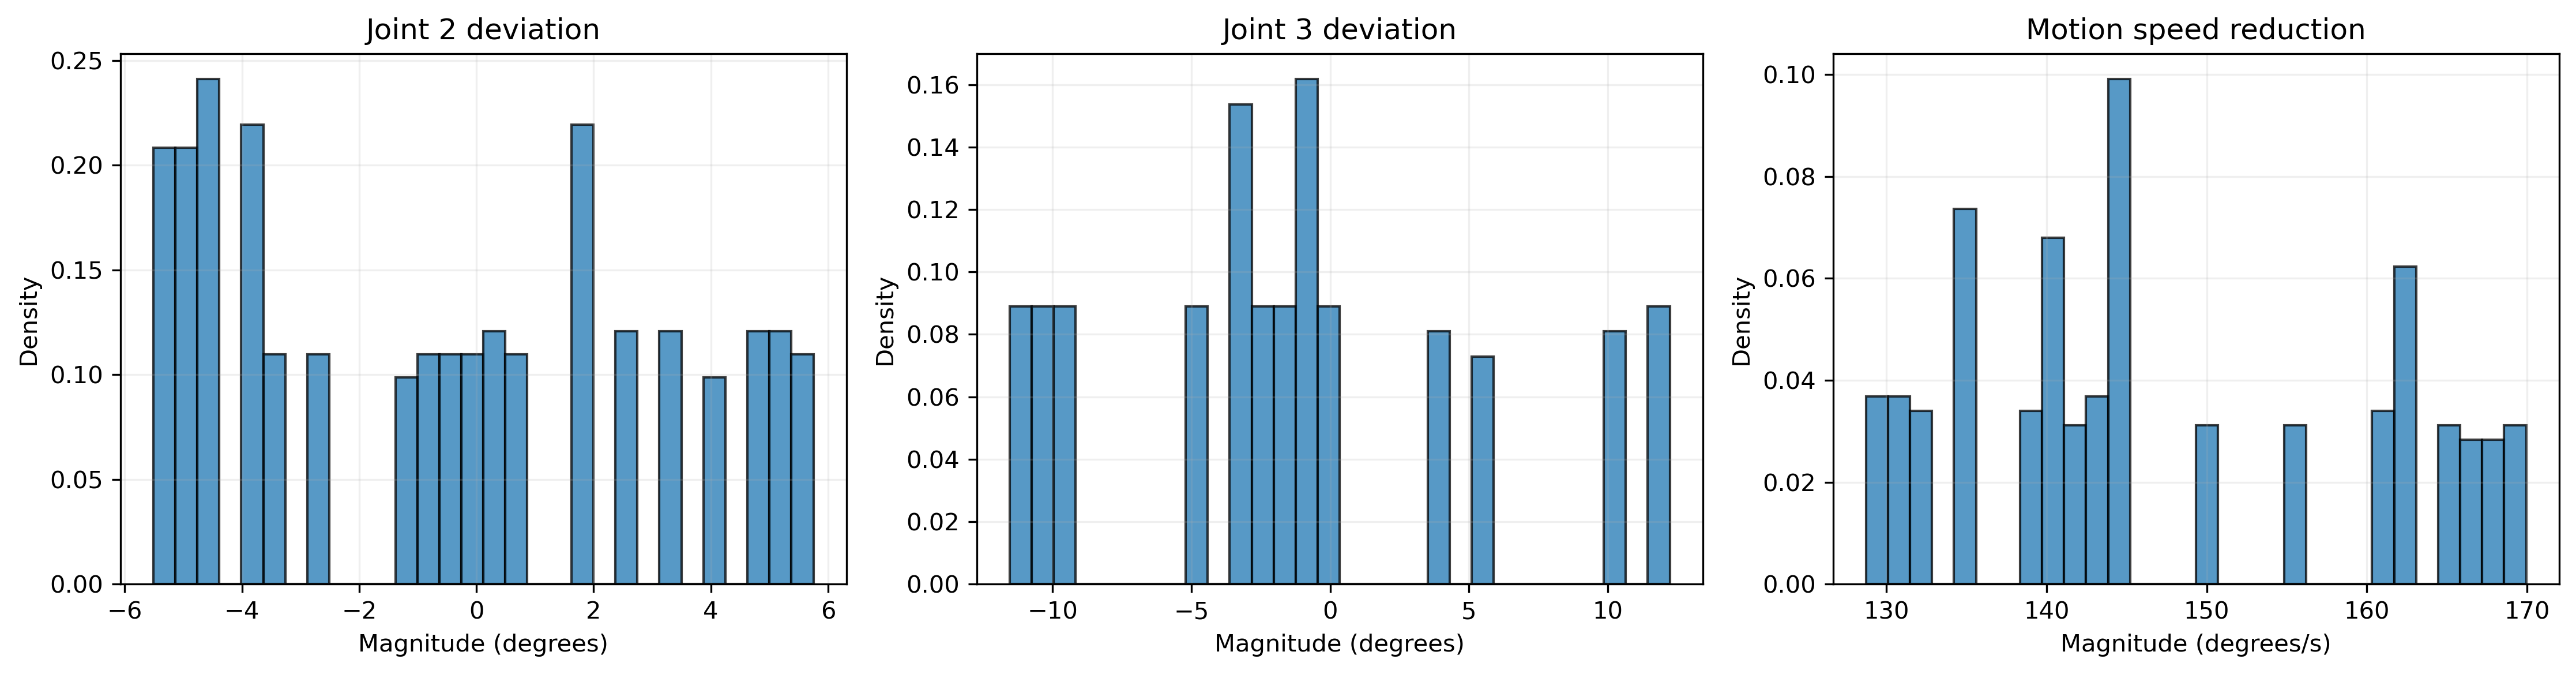 Joint 2 deviation
Density
0.25
0.20
0.15
0.10
0.05
0.00
−6 −4 −2 0 2 4 6
Magnitude (degrees)
Joint 3 deviation
Density
0.16
0.14
0.12
0.10
0.08
0.06
0.04
0.02
0.00
−10 −5 0 5 10
Magnitude (degrees)
Motion speed reduction
Density
0.10
0.08
0.06
0.04
0.02
0.00
130 140 150 160 170
Magnitude (degrees/s)